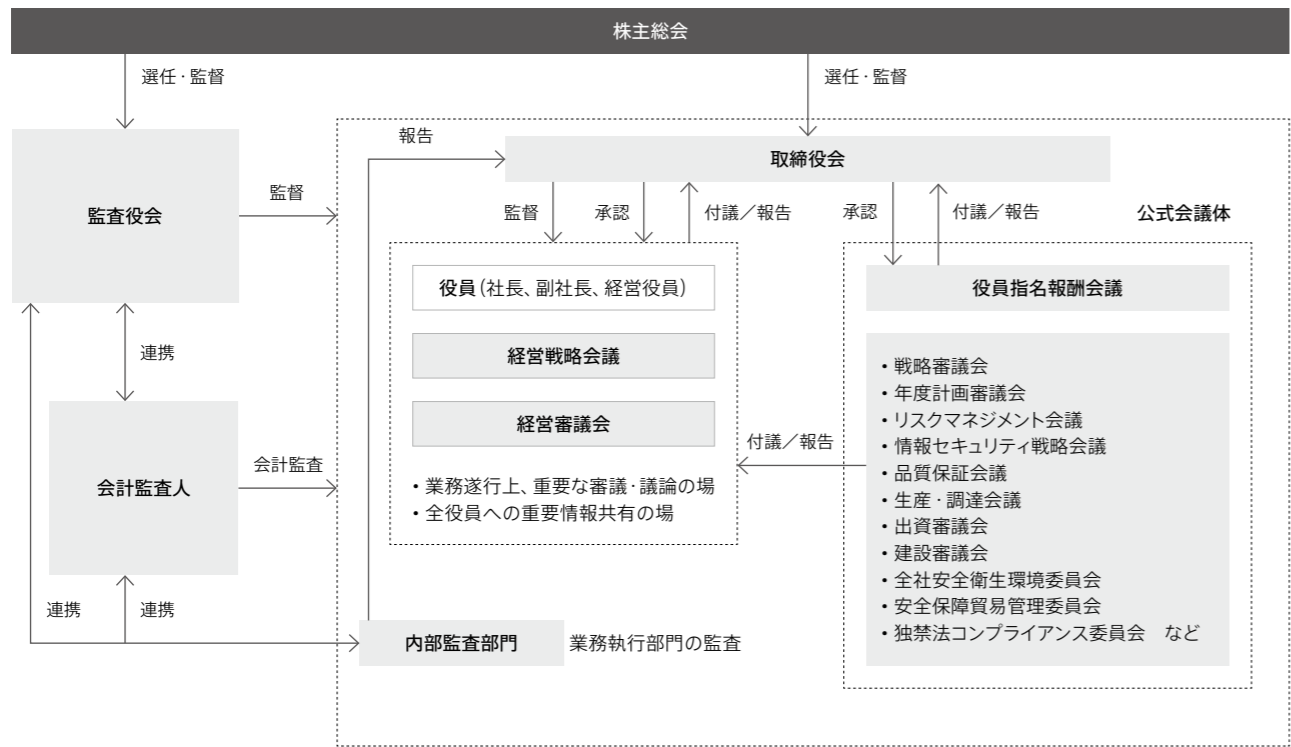 株主総会
選任・監督
選任・監督
報告
取締役会
監査役会
監督
監督
承認
付議／報告
承認
付議／報告
公式会議体
役員（社長、副社長、経営役員）
役員指名報酬会議
経営戦略会議
連携
・戦略審議会
・年度計画審議会
・リスクマネジメント会議
・情報セキュリティ戦略会議
・品質保証会議
・生産・調達会議
・出資審議会
・建設審議会
・全社安全衛生環境委員会
・安全保障貿易管理委員会
・独禁法コンプライアンス委員会　など
経営審議会
付議／報告
会計監査人
会計監査
・業務遂行上、重要な審議・議論の場
・全役員への重要情報共有の場
連携
連携
内部監査部門
業務執行部門の監査